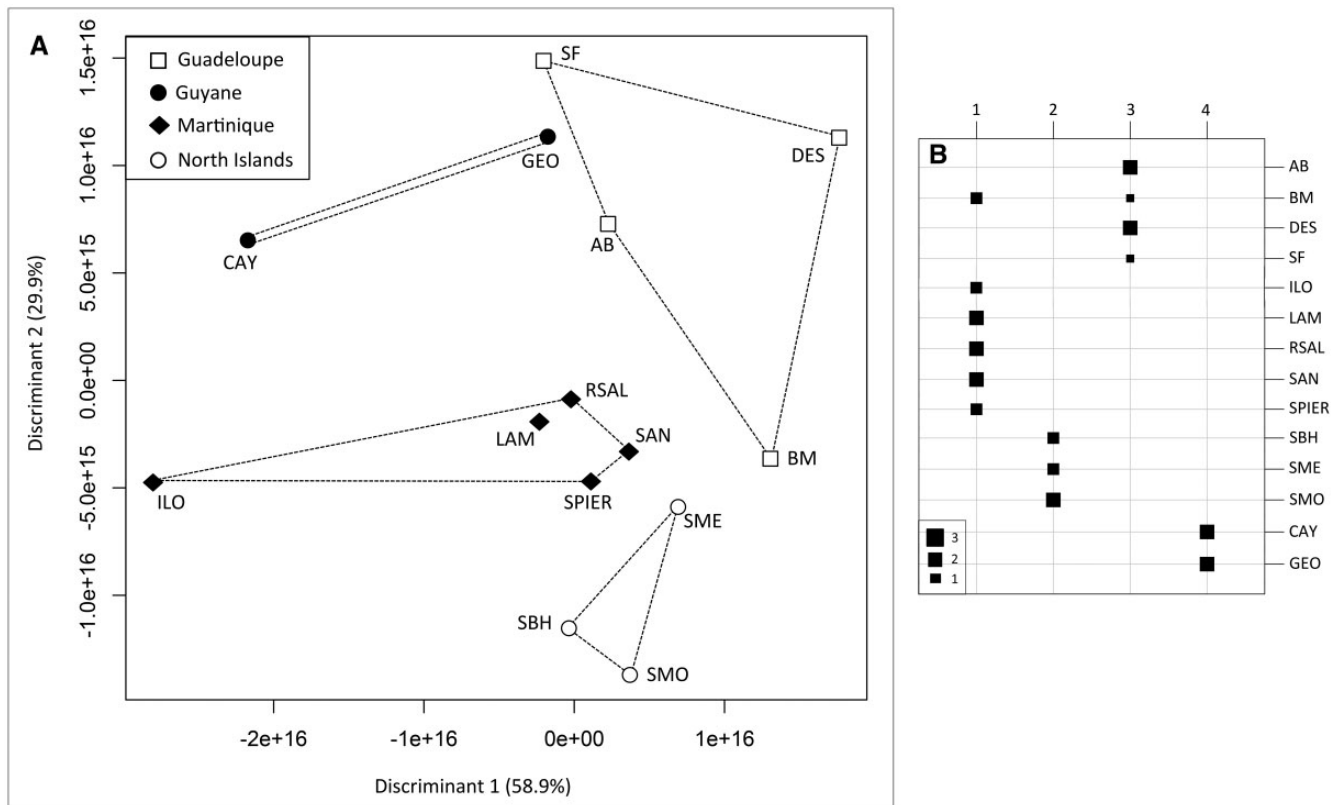 A
Guadeloupe
Guyane
Martinique
North Islands
SF
DES
GEO
AB
CAY
RSAL
LAM
SAN
BM
ILO
SPIER
SME
SBH
SMO
1.5e+16
1.0e+16
5.0e+15
0.0e+00
-5.0e+15
-1.0e+16
Discriminant 2 (29.9%)
-2e+16 -1e+16 0e+00 1e+16
Discriminant 1 (58.9%)
1 2 3 4
B
AB
BM
DES
SF
ILO
LAM
RSAL
SAN
SPIER
SBH
SME
SMO
CAY
GEO
3
2
1